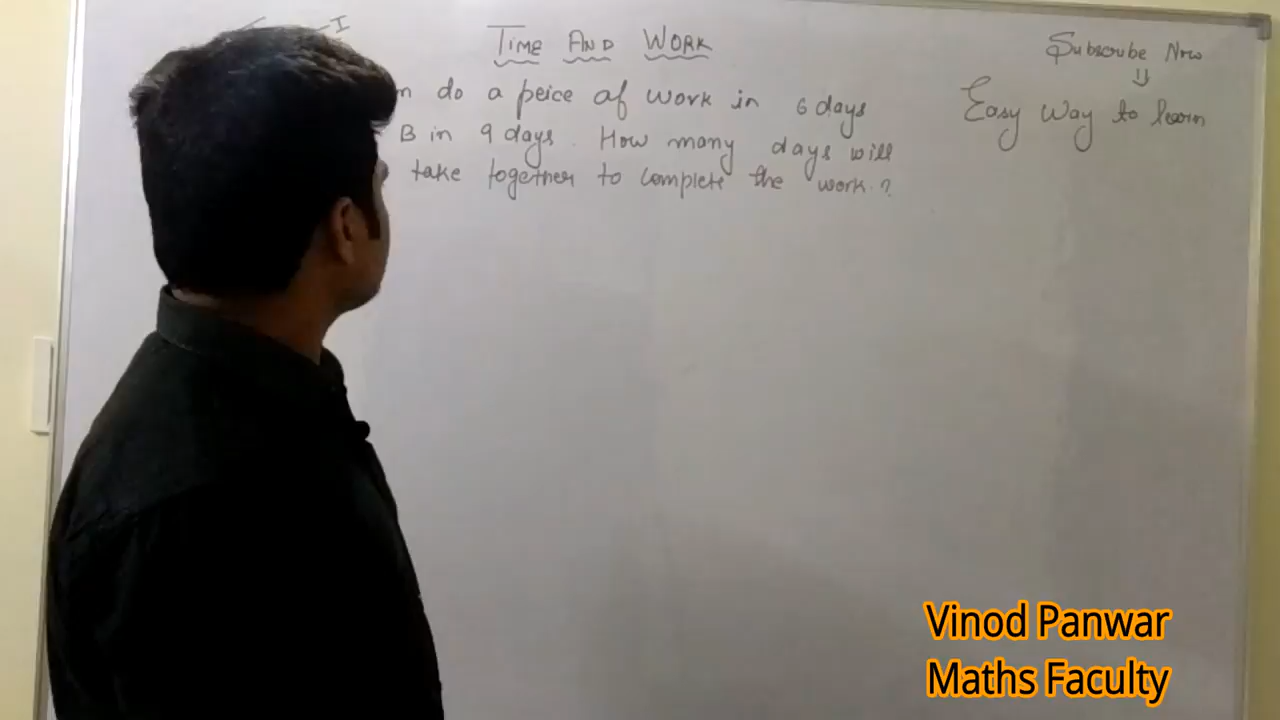 I
TIME AND WORK
Subscribe Now
Easy way to learn
n do a peice of work in 6 days
B in 9 days. How many days will
take together to complete the work.?
Vinod Panwar
Maths Faculty